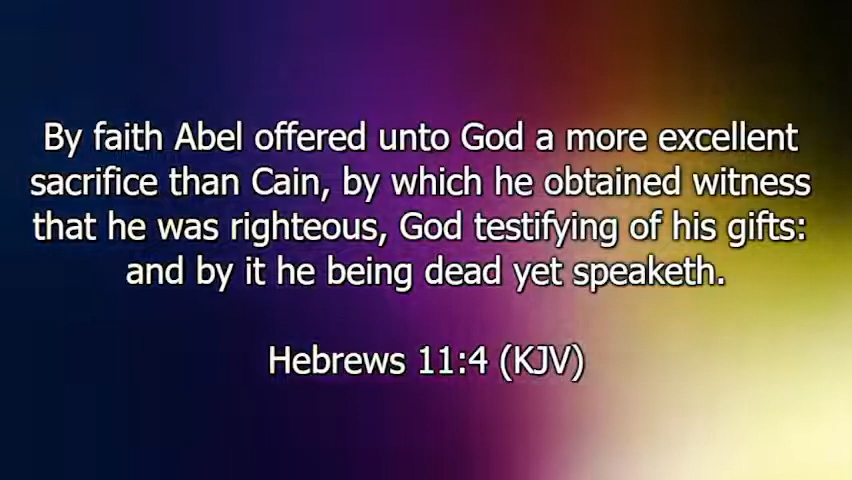 By faith Abel offered unto God a more excellent
sacrifice than Cain, by which he obtained witness
that he was righteous, God testifying of his gifts:
and by it he being dead yet speaketh.
Hebrews 11:4 (KJV)